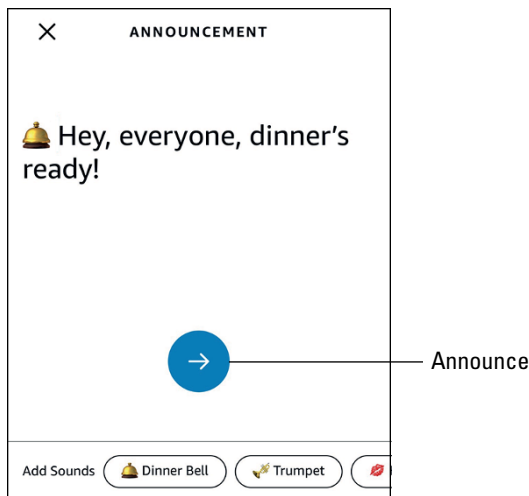 ANNOUNCEMENT
Hey, everyone, dinner's
ready!
Announce
Add Sounds Dinner Bell Trumpet